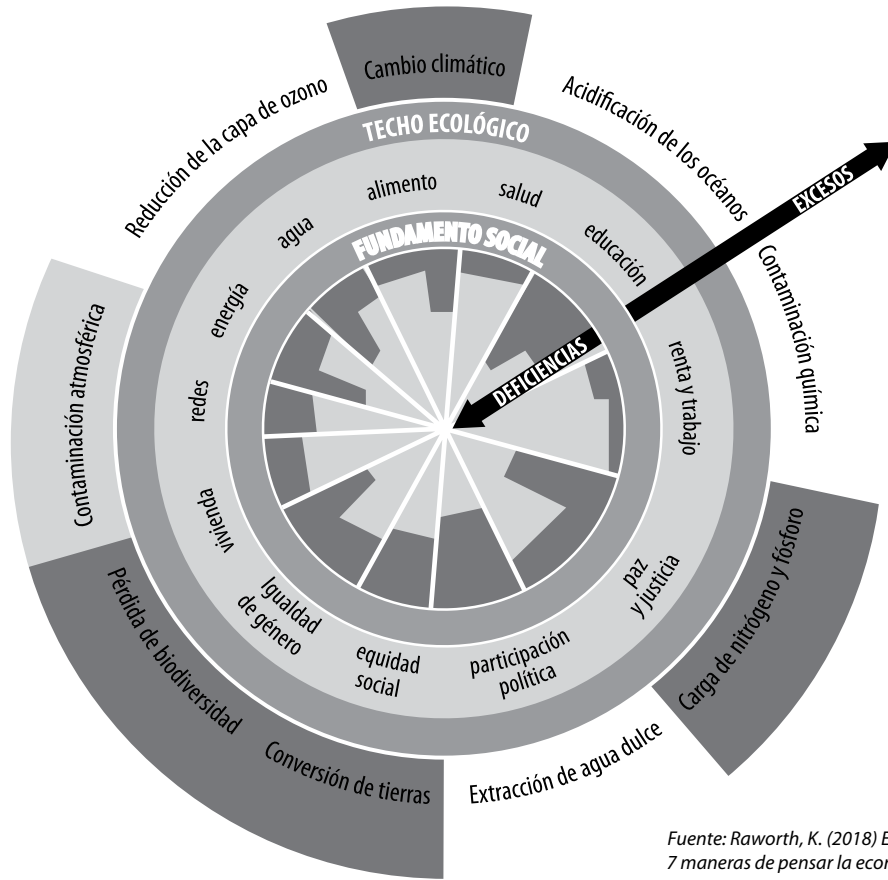 Cambio climático
Acidificación de los océanos
Contaminación química
Carga de nitrógeno y fósforo
Extracción de agua dulce
Conversión de tierras
Pérdida de biodiversidad
Contaminación atmosférica
Reducción de la capa de ozono
TECHO ECOLÓGICO
EXCESOS
agua
alimento
salud
educación
renta y trabajo
paz
y justicia
participación
política
equidad
social
Igualdad
de género
vivienda
redes
energía
FUNDAMENTO SOCIAL
DEFICIENCIAS
Fuente: Raworth, K. (2018) E
7 maneras de pensar la econ